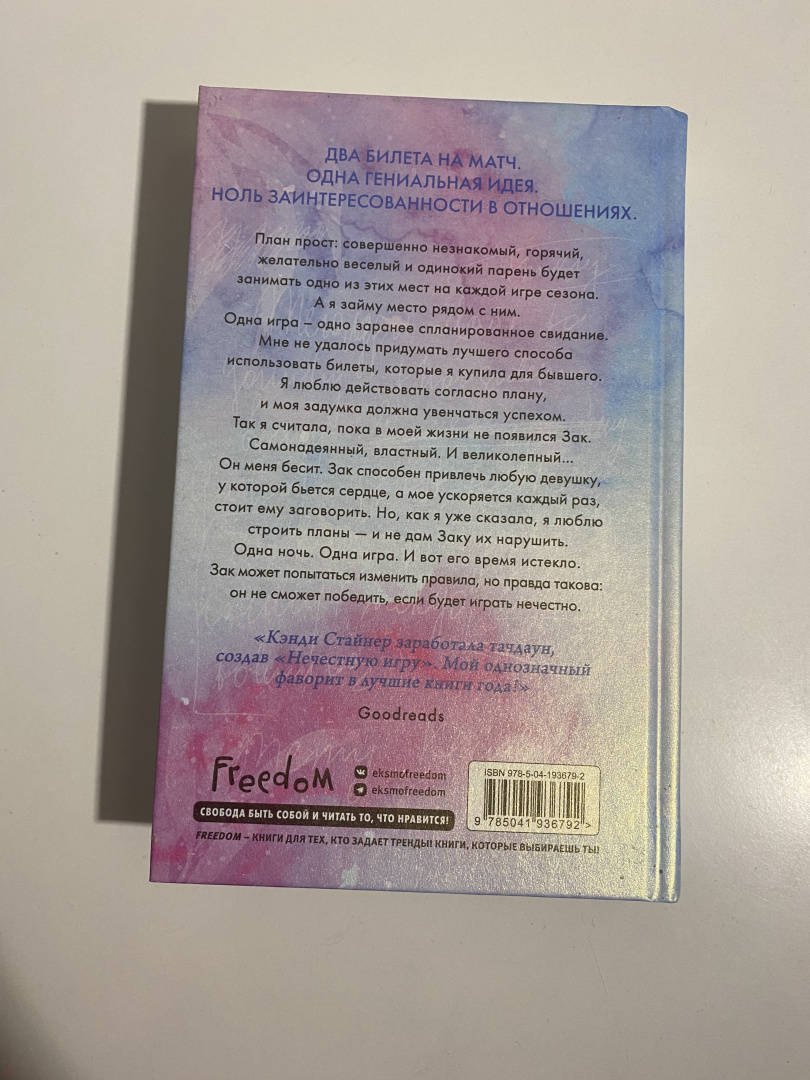 ДВА БИЛЕТА НА МАТЧ.
ОДНА ГЕНИАЛЬНАЯ ИДЕЯ.
НОЛЬ ЗАИНТЕРЕСОВАННОСТИ В ОТНОШЕНИЯХ.
План прост: совершенно незнакомый, горячий,
желательно веселый и одинокий парень будет
занимать одно из этих мест на каждой игре сезона.
А я займу место рядом с ним.
Одна игра – одно заранее спланированное свидание.
Мне не удалось придумать лучшего способа
использовать билеты, которые я купила для бывшего.
Я люблю действовать согласно плану,
и моя задумка должна увенчаться успехом.
Так я считала, пока в моей жизни не появился Зак.
Самонадеянный, властный. И великолепный...
Он меня бесит. Зак способен привлечь любую девушку,
у которой бьется сердце, а мое ускоряется каждый раз,
стоит ему заговорить. Но, как я уже сказала, я люблю
строить планы — и не дам Заку их нарушить.
Одна ночь. Одна игра. И вот его время истекло.
Зак может попытаться изменить правила, но правда такова:
он не сможет победить, если будет играть нечестно.
«Кэнди Стайнер заработала тачдаун,
создав «Нечестную игру». Мой однозначный
фаворит в лучшие книги года!»
Goodreads
Freedom
eksmofreedom
eksmofreedom
СВОБОДА БЫТЬ СОБОЙ И ЧИТАТЬ ТО, ЧТО НРАВИТСЯ!
FREEDOM – КНИГИ ДЛЯ ТЕХ, КТО ЗАДАЕТ ТРЕНДЫ! КНИГИ, КОТОРЫЕ ВЫБИРАЕШЬ ТЫ!
ISBN 978-5-04-193679-2
9 785041 936792 >